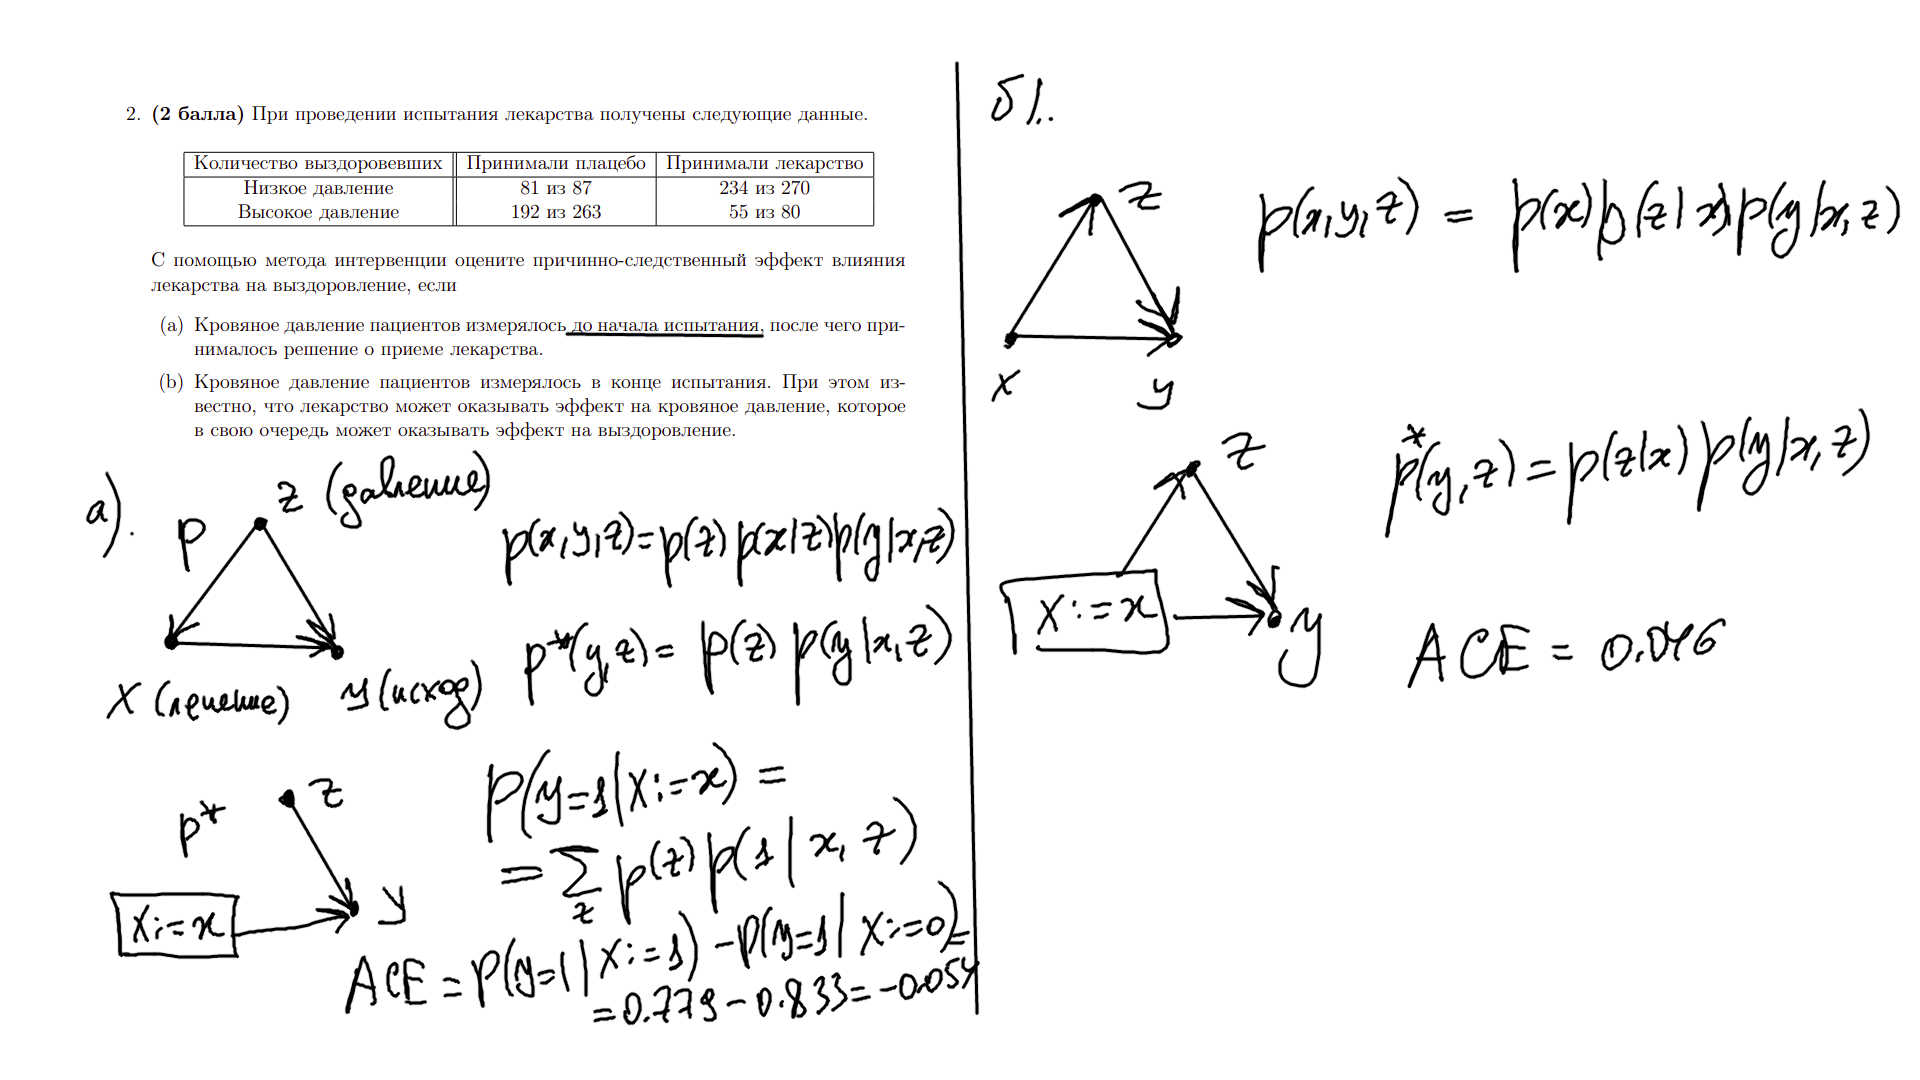 2. (2 балла) При проведении испытания лекарства получены следующие данные.
Количество выздоровевших Принимали плацебо Принимали лекарство
Низкое давление 81 из 87 234 из 270
Высокое давление 192 из 263 55 из 80
С помощью метода интервенции оцените причинно-следственный эффект влияния
лекарства на выздоровление, если
(a) Кровяное давление пациентов измерялось до начала испытания, после чего при-
нималось решение о приеме лекарства.
(b) Кровяное давление пациентов измерялось в конце испытания. При этом из-
вестно, что лекарство может оказывать эффект на кровяное давление, которое
в свою очередь может оказывать эффект на выздоровление.
а).
p
z (давление)
x (лечение)
y (исход)
p(x,y,z)=p(z)p(x|z)p(y|x,z)
p*(y,z)= p(z) p(y|x,z)
p*
z
X:=x
y
P(y=1|X:=x) =
= ∑z p(z) p(1|x, z)
ACE = P(y=1|X:=1) -P(y=1|X:=0)=
=0.779-0.833=-0.054
б).
z
x
y
p(x,y,z) = p(x)p(z|x)p(y|x,z)
z
X:=x
y
p*(y,z)=p(z|x)p(y|x,z)
ACE = 0.046